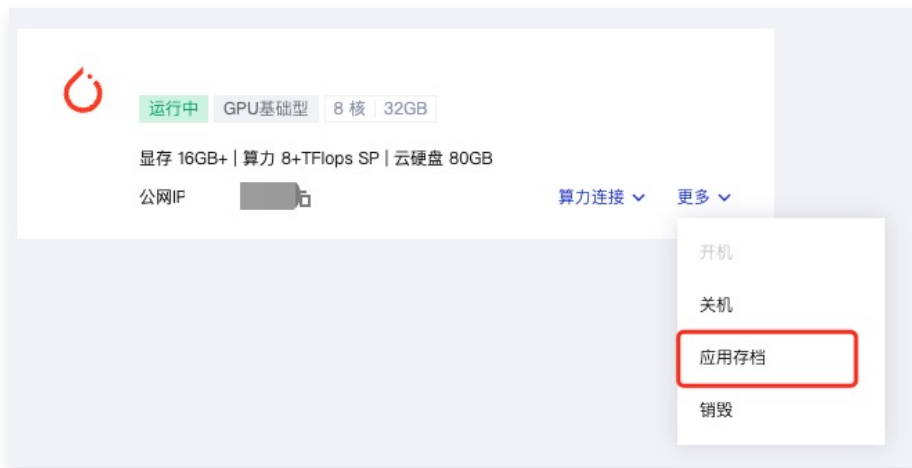 运行中 GPU基础型 8 核 32GB
显存 16GB+ | 算力 8+TFlops SP | 云硬盘 80GB
公网IP 算力连接 更多
开机
关机
应用存档
销毁